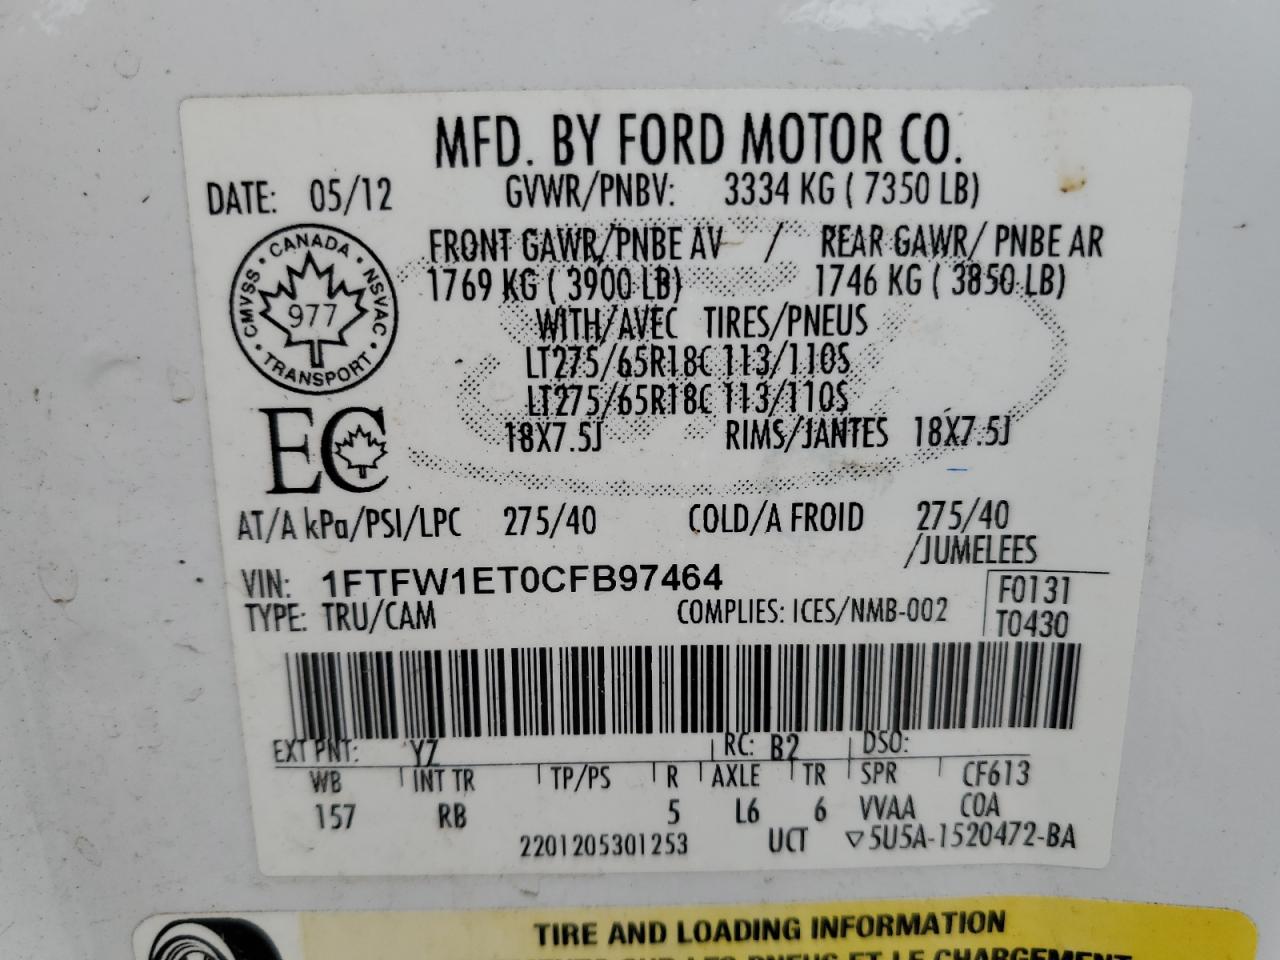 MFD. BY FORD MOTOR CO.
DATE: 05/12 GVWR/PNBV: 3334 KG ( 7350 LB)
FRONT GAWR/PNBE AV / REAR GAWR/ PNBE AR
1769 KG ( 3900 LB) 1746 KG ( 3850 LB)
WITH/AVEC TIRES/PNEUS
LT275/65R18C 113/110S
LT275/65R18C 113/110S
18X7.5J RIMS/JANTES 18X7.5J
CANADA · NSVAC · TRANSPORT · CMVSS ·
977
EC
AT/A kPa/PSI/LPC 275/40 COLD/A FROID 275/40
/JUMELEES
VIN: 1FTFW1ET0CFB97464 F0131
TYPE: TRU/CAM COMPLIES: ICES/NMB-002 T0430
EXT PNT: YZ RC: B2 DSO:
WB INT TR TP/PS R AXLE TR SPR CF613
157 RB 5 L6 6 VVAA COA
2201205301253 UCT ▽5U5A-1520472-BA
TIRE AND LOADING INFORMATION
PNEUS ET LE CHARGEMENT